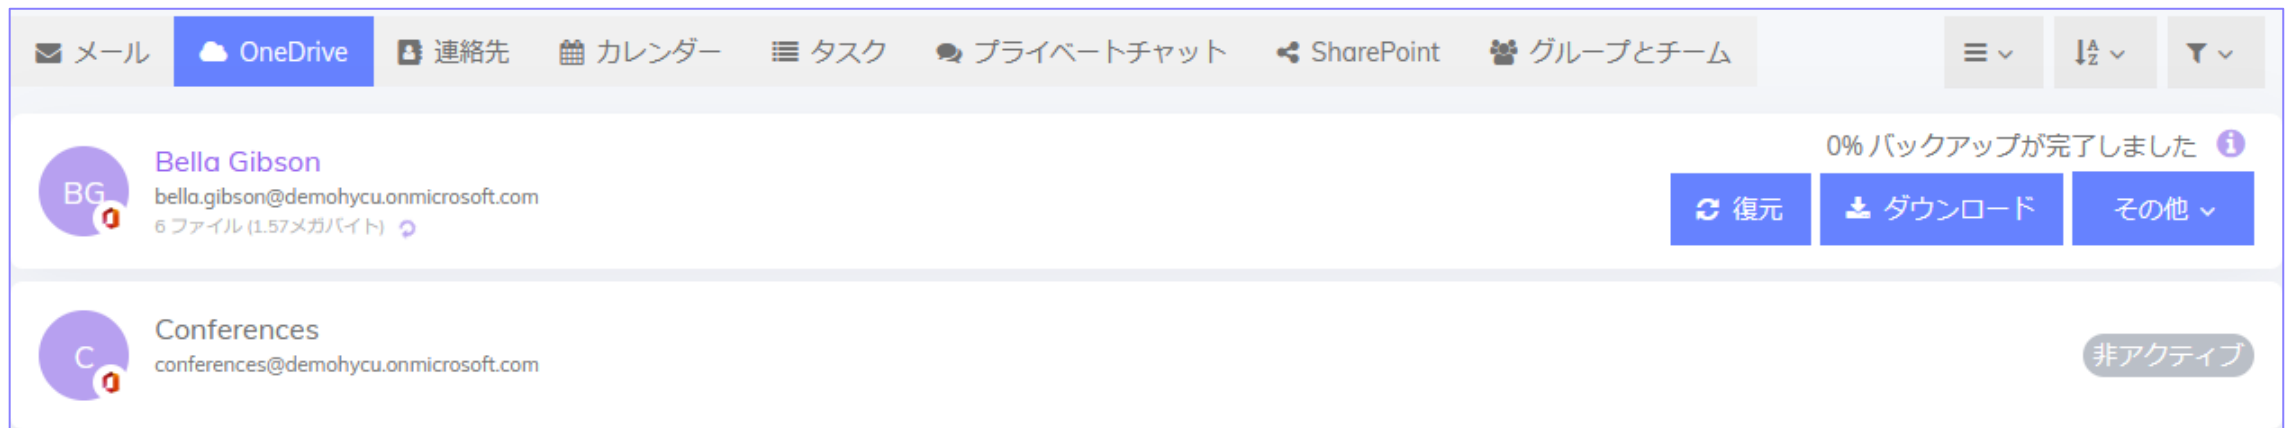 メール OneDrive 連絡先 カレンダー タスク プライベートチャット SharePoint グループとチーム
Bella Gibson
0% バックアップが完了しました
BG
bella.gibson@demohycu.onmicrosoft.com
6 ファイル (1.57メガバイト)
復元 ダウンロード その他
Conferences
C
conferences@demohycu.onmicrosoft.com
非アクティブ